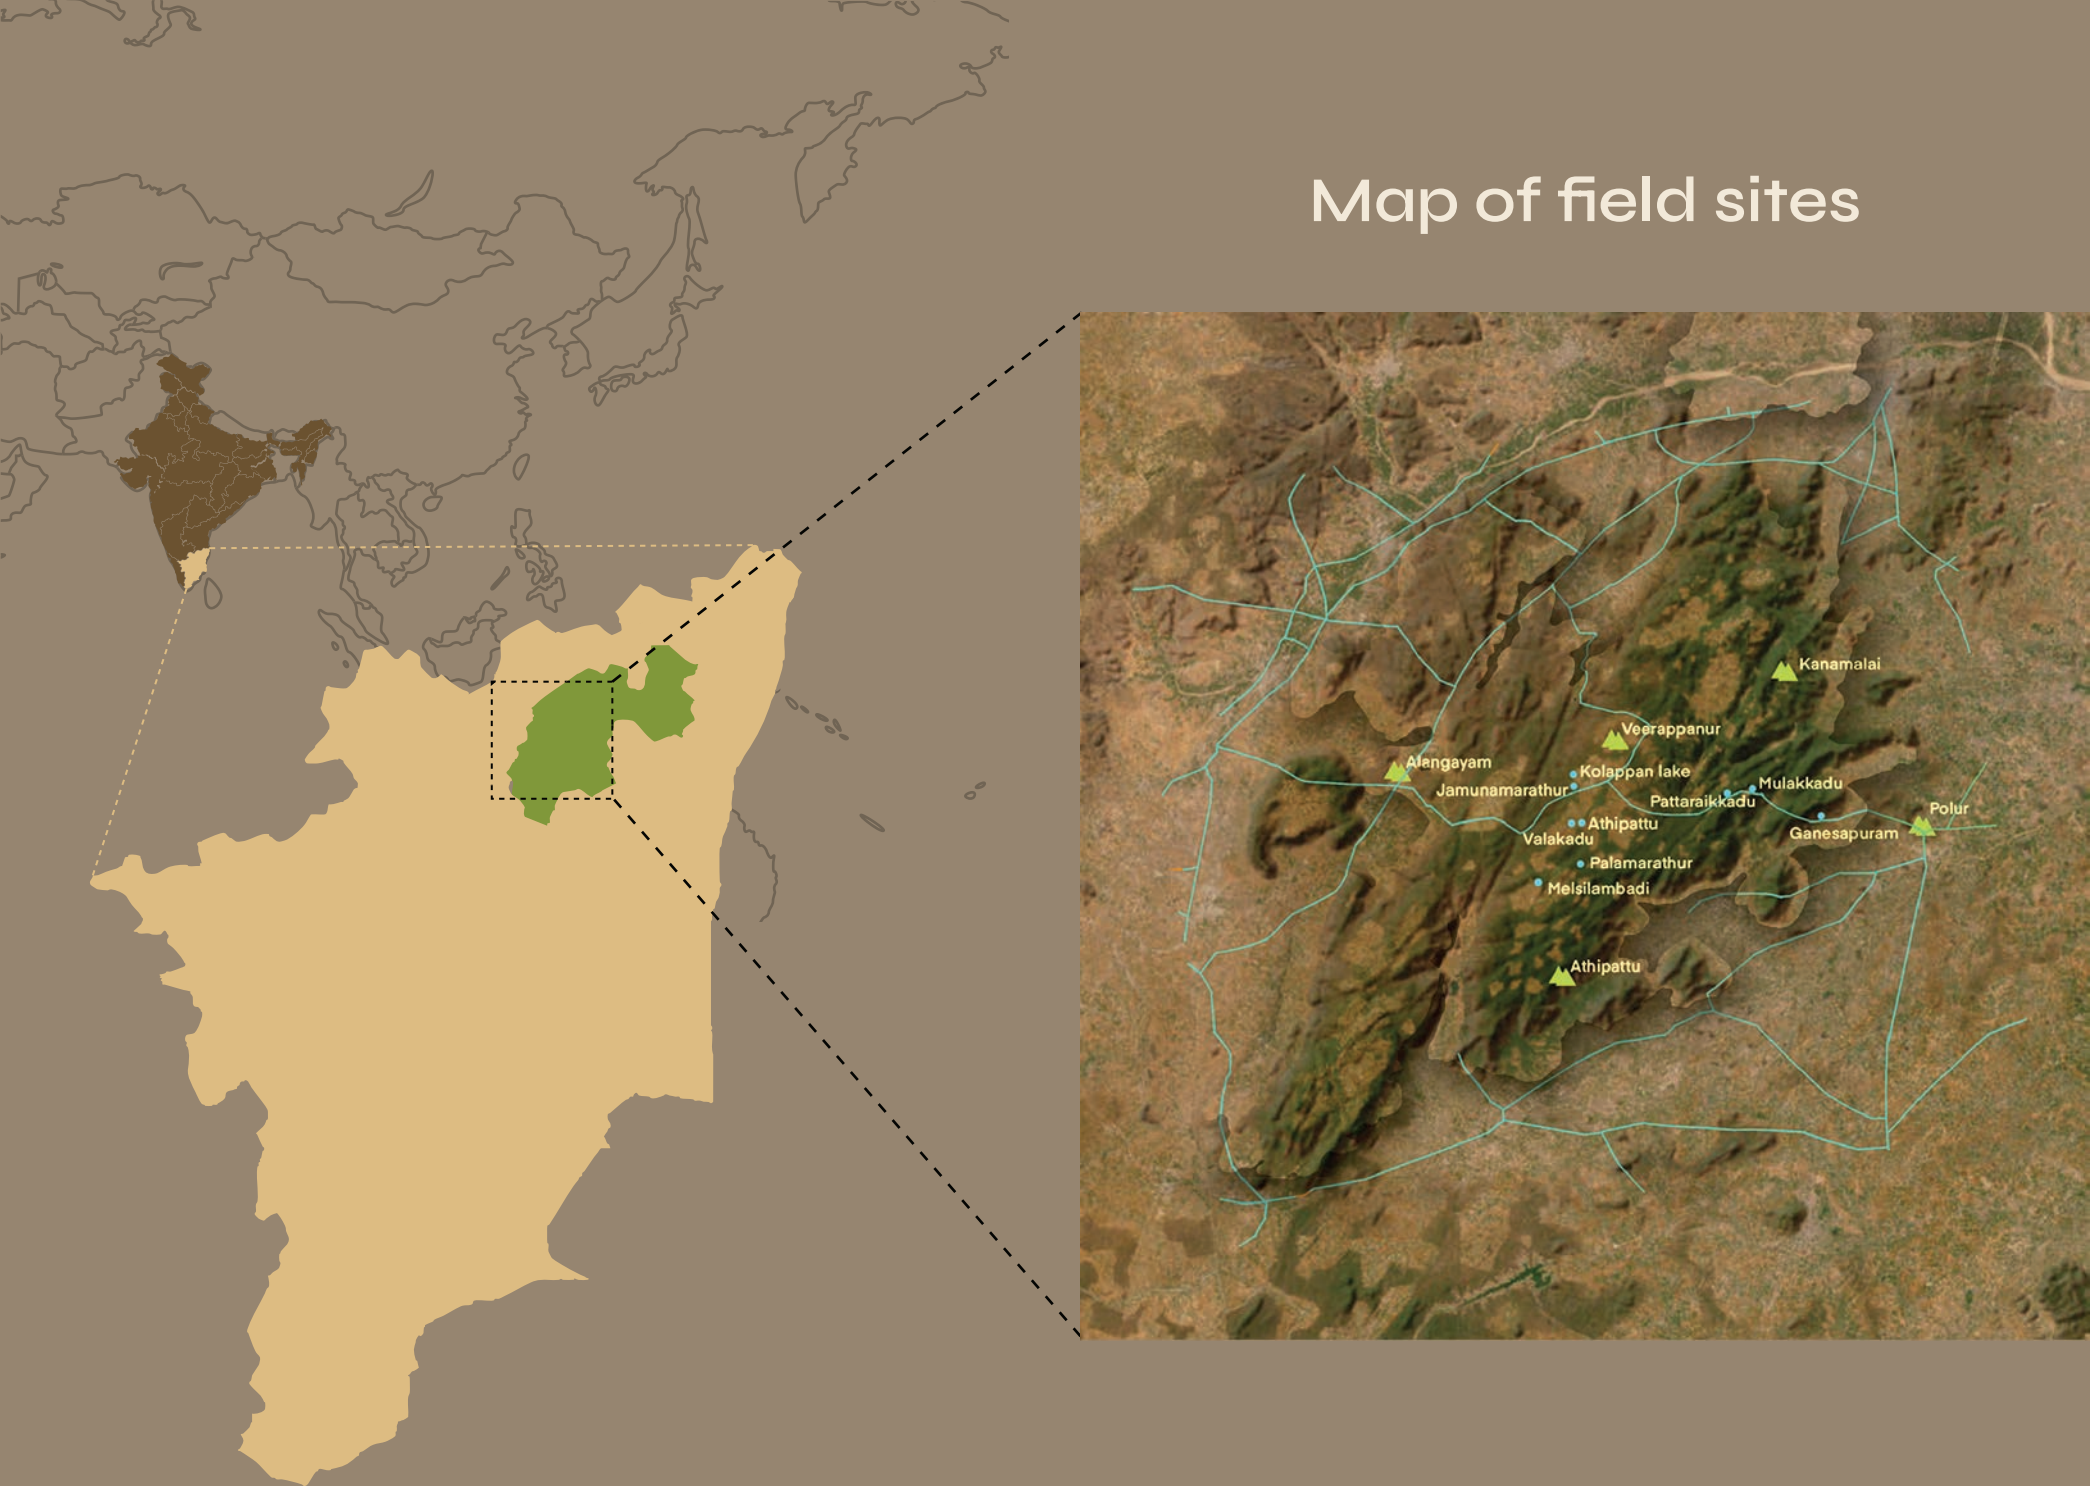 Map of field sites
Kanamalai
Veerappanur
Alangayam
Kolappan lake
Jamunamarathur
Mulakkadu
Pattaraikkadu
Polur
Athipattu
Ganesapuram
Valakadu
Palamarathur
Melsilambadi
Athipattu